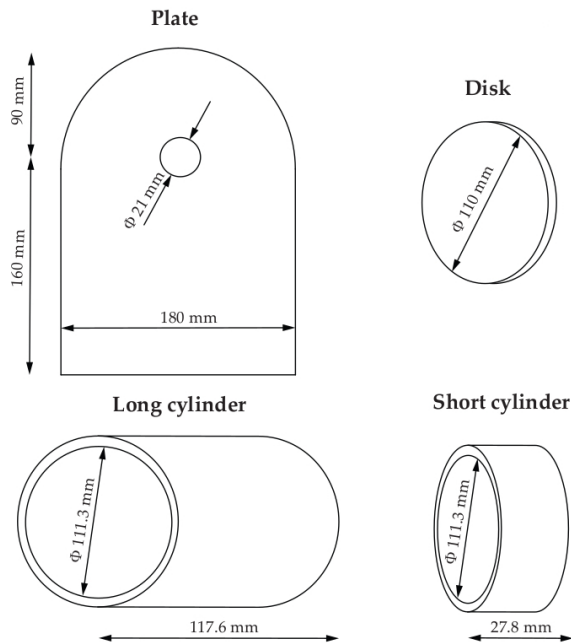 Plate
90 mm
160 mm
Φ 21 mm
180 mm
Disk
Φ 110 mm
Long cylinder
Φ 111.3 mm
117.6 mm
Short cylinder
Φ 111.3 mm
27.8 mm